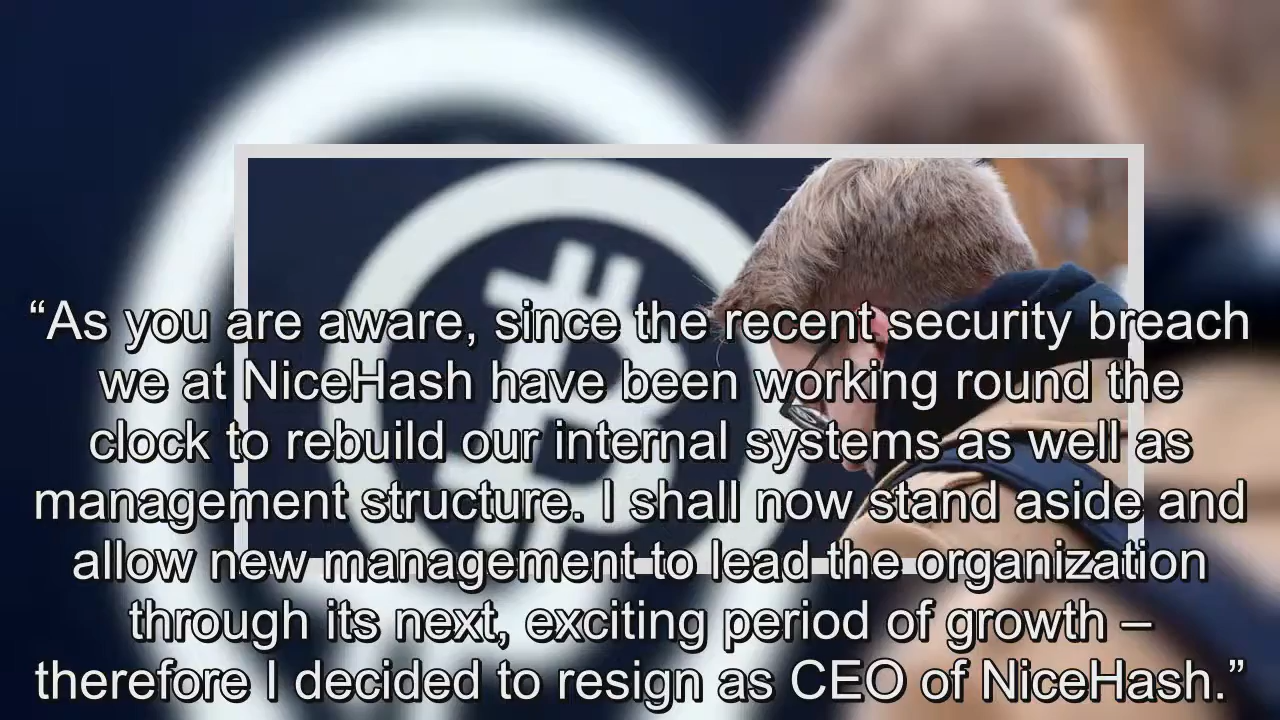 “As you are aware, since the recent security breach
we at NiceHash have been working round the
clock to rebuild our internal systems as well as
management structure. I shall now stand aside and
allow new management to lead the organization
through its next, exciting period of growth –
therefore I decided to resign as CEO of NiceHash.”